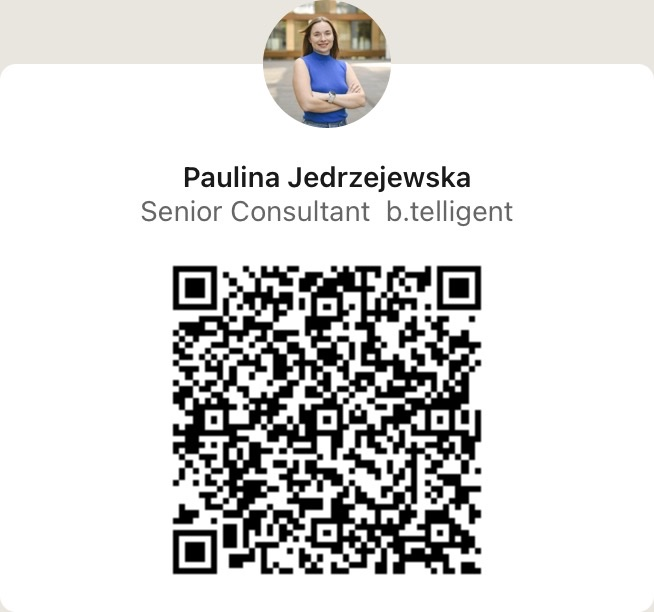 Paulina Jedrzejewska
Senior Consultant b.telligent